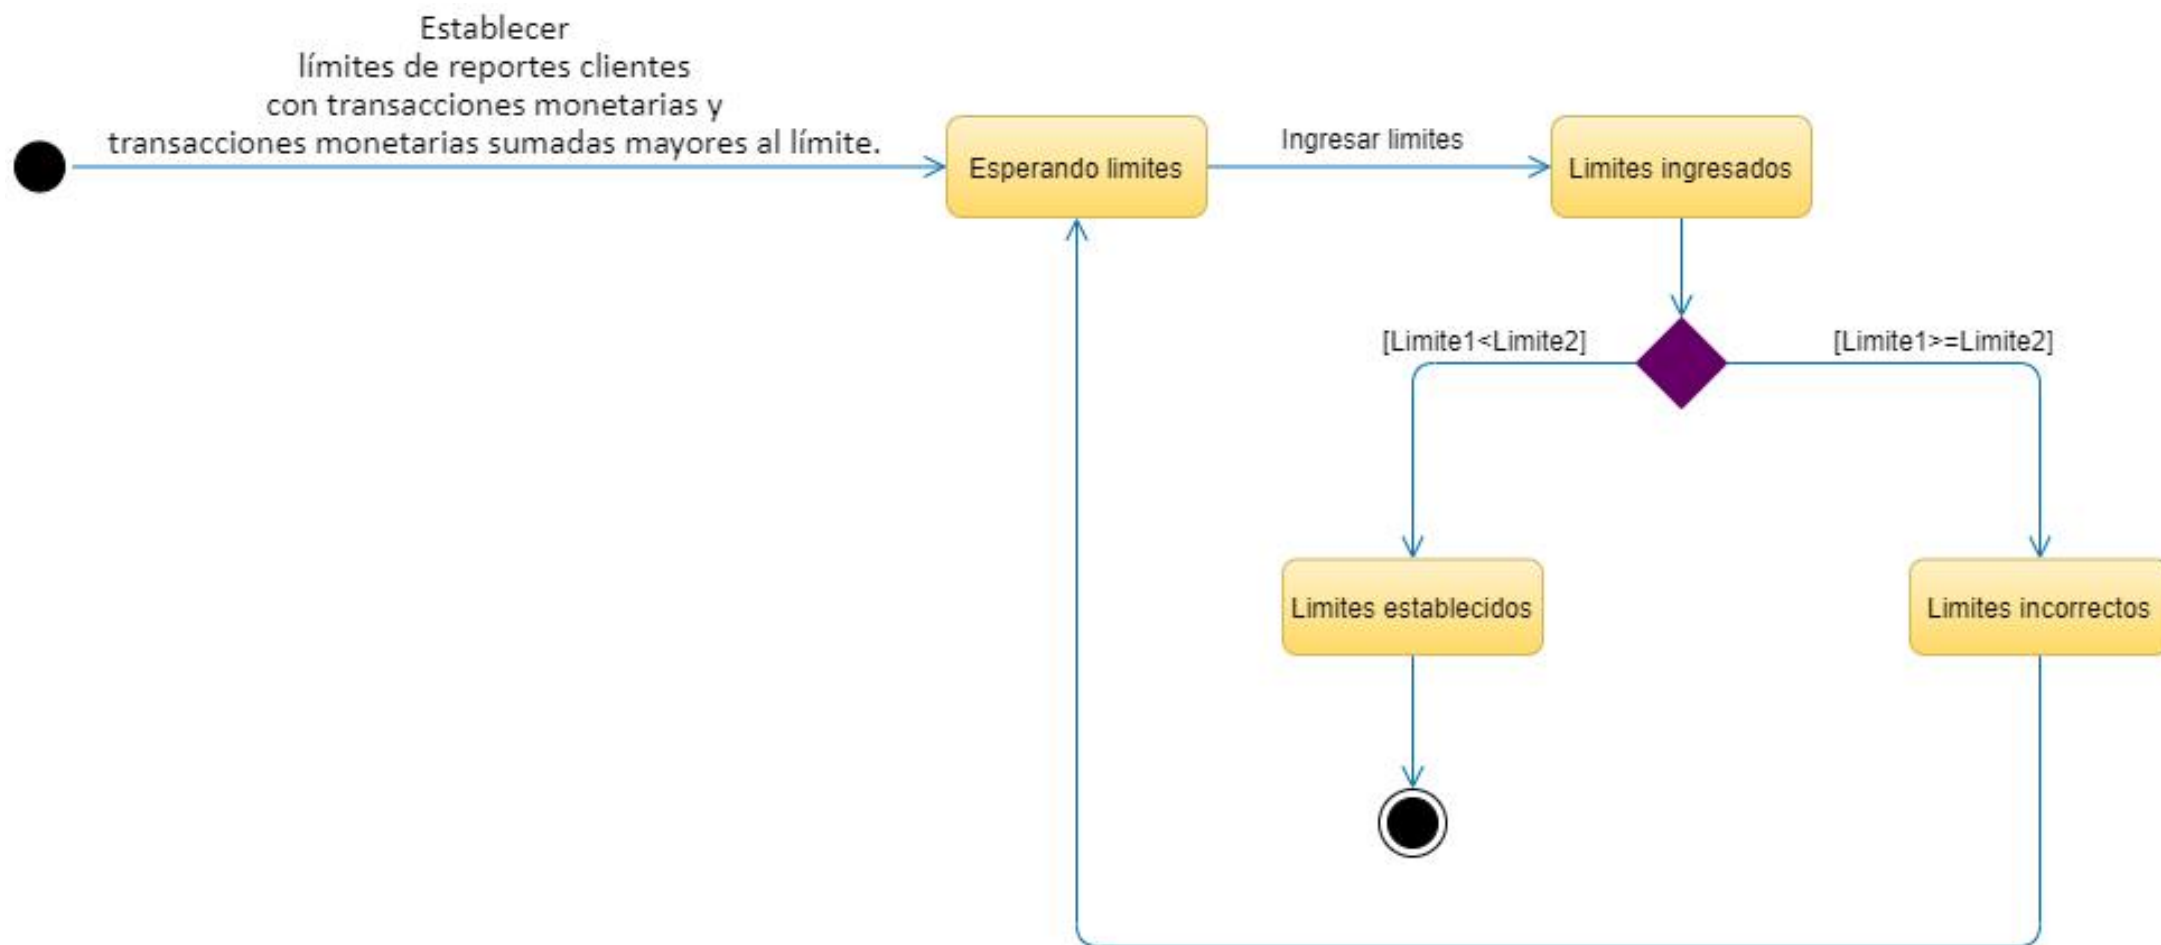 Establecer
límites de reportes clientes
con transacciones monetarias y
transacciones monetarias sumadas mayores al límite.
Esperando limites
Ingresar limites
Limites ingresados
[Limite1<Limite2]
[Limite1>=Limite2]
Limites establecidos
Limites incorrectos